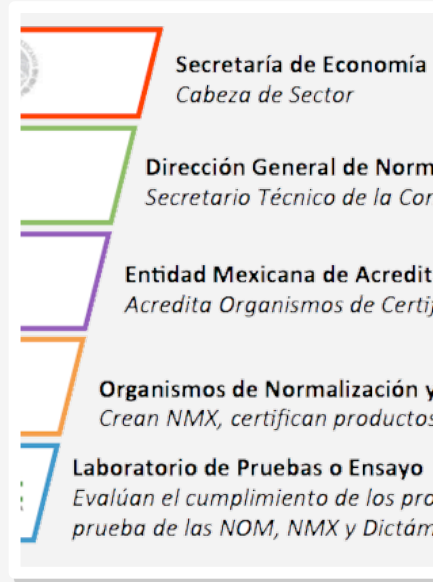 Secretaría de Economía
Cabeza de Sector
Dirección General de Norm
Secretario Técnico de la Con
Entidad Mexicana de Acredit
Acredita Organismos de Certif
Organismos de Normalización y
Crean NMX, certifican productos
Laboratorio de Pruebas o Ensayo
Evalúan el cumplimiento de los pro
prueba de las NOM, NMX y Dictám